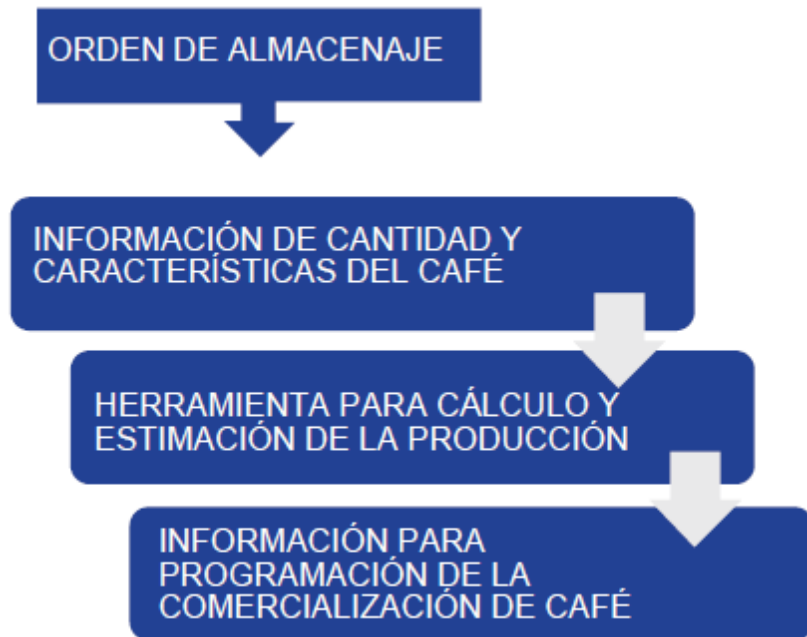 ORDEN DE ALMACENAJE
INFORMACIÓN DE CANTIDAD Y
CARACTERÍSTICAS DEL CAFÉ
HERRAMIENTA PARA CÁLCULO Y
ESTIMACIÓN DE LA PRODUCCIÓN
INFORMACIÓN PARA
PROGRAMACIÓN DE LA
COMERCIALIZACIÓN DE CAFÉ